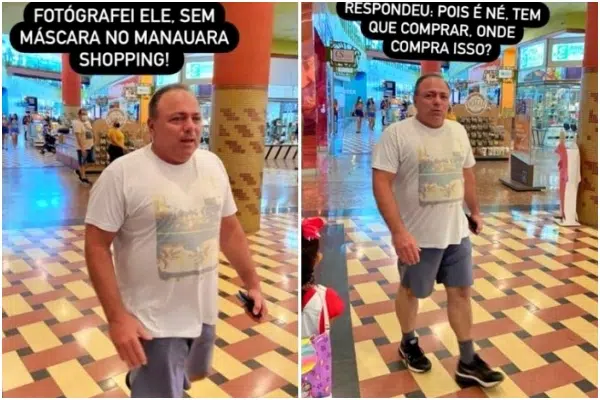 FOTÓGRAFEI ELE, SEM
MÁSCARA NO MANAUARA
SHOPPING!
RESPONDEU: POIS É NÉ, TEM
QUE COMPRAR, ONDE
COMPRA ISSO?